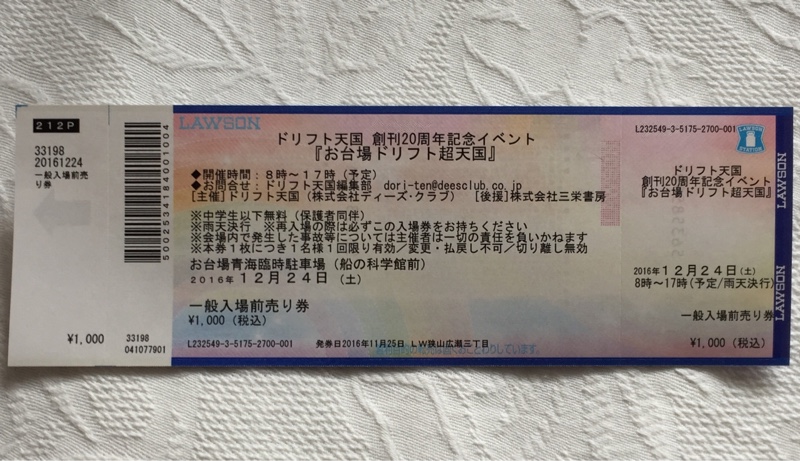 212P
33198
20161224
一般入場前売
り券
¥1,000
33198
041077901
5002534184001004
LAWSON
ドリフト天国 創刊20周年記念イベント
『お台場ドリフト超天国』
◆開催時間：8時～17時（予定）
◆お問合せ：ドリフト天国編集部 dori-ten@deesclub.co.jp
[主催]ドリフト天国（株式会社ディーズ・クラブ） [後援]株式会社三栄書房
※中学生以下無料（保護者同伴）
※雨天決行 ※再入場の際は必ずこの入場券をお持ちください
※会場内で発生した事故等については主催者は一切の責任を負いかねます
※本券1枚につき1名様1回限り有効／変更・払戻し不可／切り離し無効
お台場青海臨時駐車場（船の科学館前）
2016年12月24日（土）
一般入場前売り券
¥1,000（税込）
L232549-3-5175-2700-001
発券日2016年11月25日 LW狭山広瀬三丁目
L232549-3-5175-2700-001
LAWSON
STATION
ドリフト天国
創刊20周年記念イベント
『お台場ドリフト超天国』
2016年12月24日(土)
8時～17時(予定/雨天決行)
一般入場前売り券
¥1,000（税込）
LAWSON
LAWSON